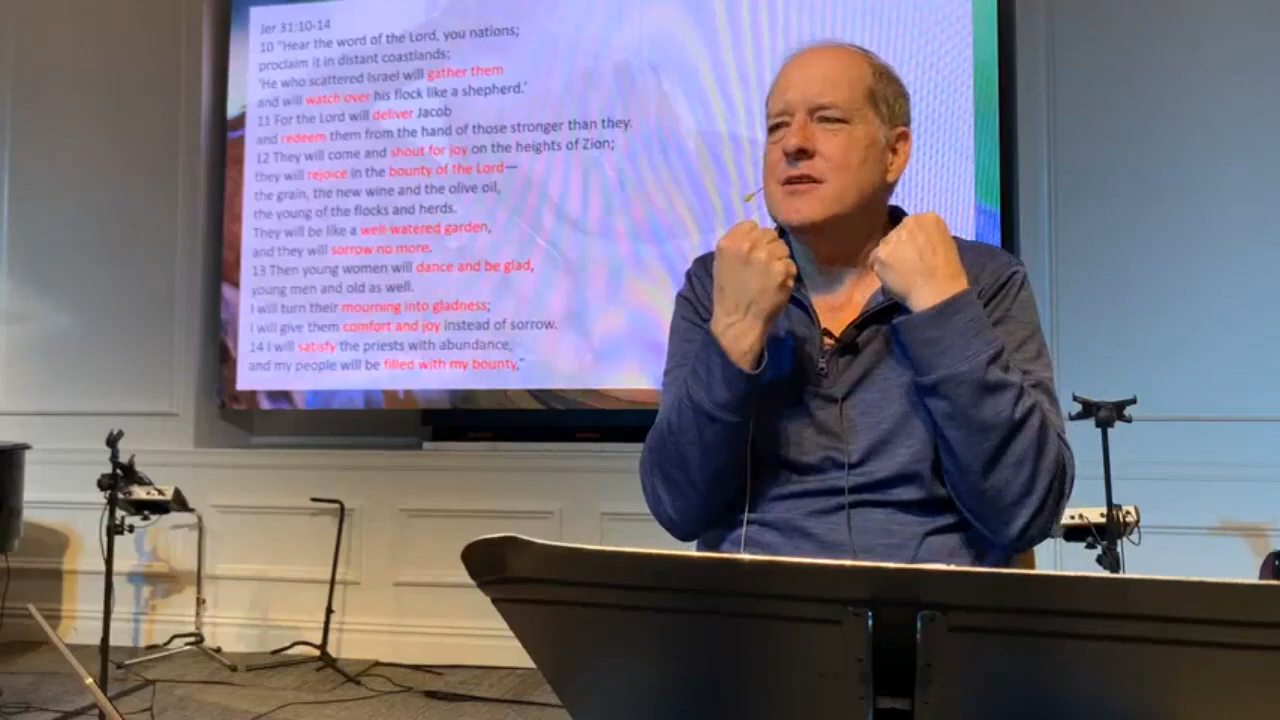 Jer 31:10-14
10 "Hear the word of the Lord, you nations;
proclaim it in distant coastlands:
'He who scattered Israel will gather them
and will watch over his flock like a shepherd.'
11 For the Lord will deliver Jacob
and redeem them from the hand of those stronger than they.
12 They will come and shout for joy on the heights of Zion;
they will rejoice in the bounty of the Lord—
the grain, the new wine and the olive oil,
the young of the flocks and herds.
They will be like a well-watered garden,
and they will sorrow no more.
13 Then young women will dance and be glad,
young men and old as well.
I will turn their mourning into gladness;
I will give them comfort and joy instead of sorrow.
14 I will satisfy the priests with abundance,
and my people will be filled with my bounty,"